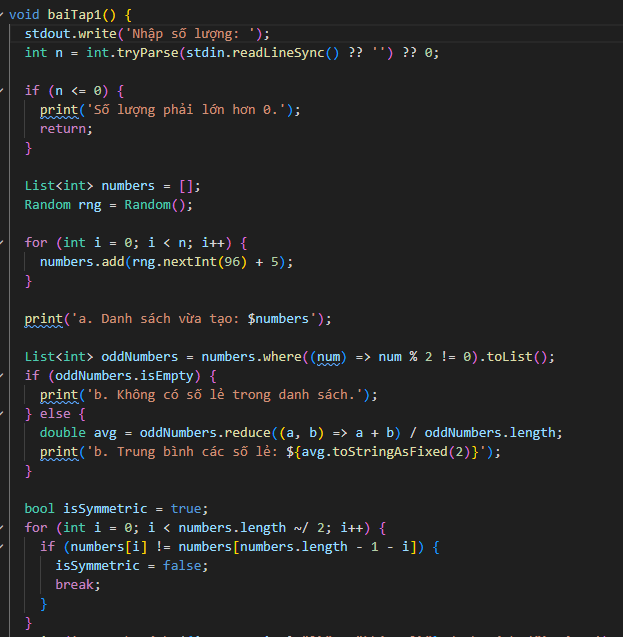 void baiTap1() {
stdout.write('Nhập số lượng: ');
int n = int.tryParse(stdin.readLineSync() ?? '') ?? 0;
if (n <= 0) {
print('Số lượng phải lớn hơn 0.');
return;
}
List<int> numbers = [];
Random rng = Random();
for (int i = 0; i < n; i++) {
numbers.add(rng.nextInt(96) + 5);
}
print('a. Danh sách vừa tạo: $numbers');
List<int> oddNumbers = numbers.where((num) => num % 2 != 0).toList();
if (oddNumbers.isEmpty) {
print('b. Không có số lẻ trong danh sách.');
} else {
double avg = oddNumbers.reduce((a, b) => a + b) / oddNumbers.length;
print('b. Trung bình các số lẻ: ${avg.toStringAsFixed(2)}');
}
bool isSymmetric = true;
for (int i = 0; i < numbers.length ~/ 2; i++) {
if (numbers[i] != numbers[numbers.length - 1 - i]) {
isSymmetric = false;
break;
}
}